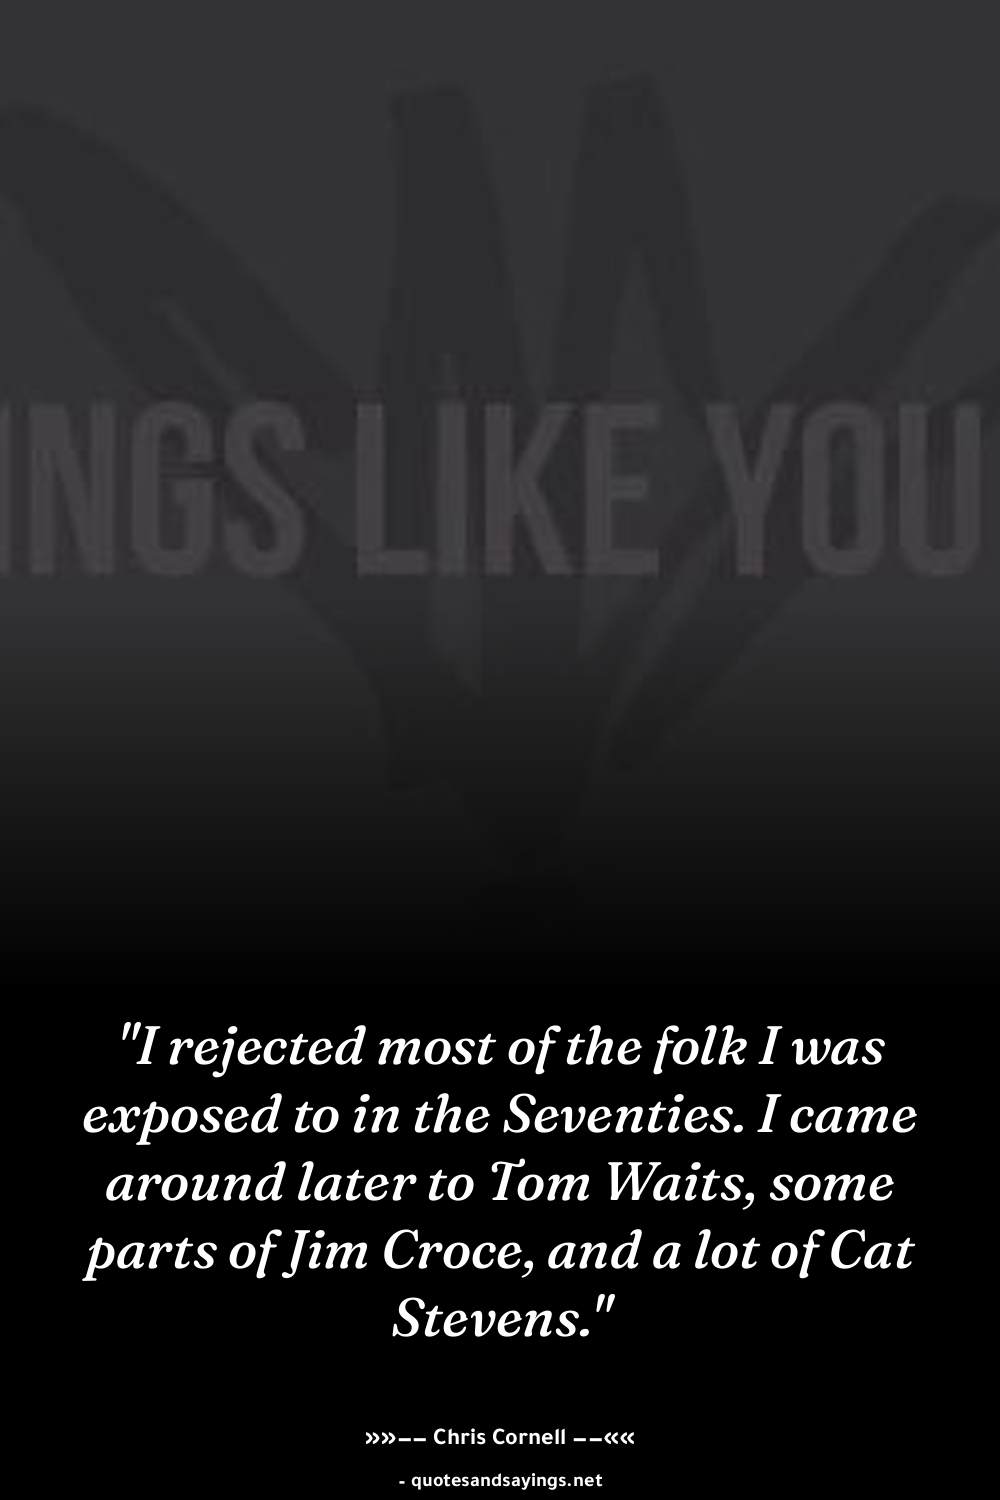 INGS LIKE YOU
"I rejected most of the folk I was
exposed to in the Seventies. I came
around later to Tom Waits, some
parts of Jim Croce, and a lot of Cat
Stevens."
»»–– Chris Cornell ––««
- quotesandsayings.net